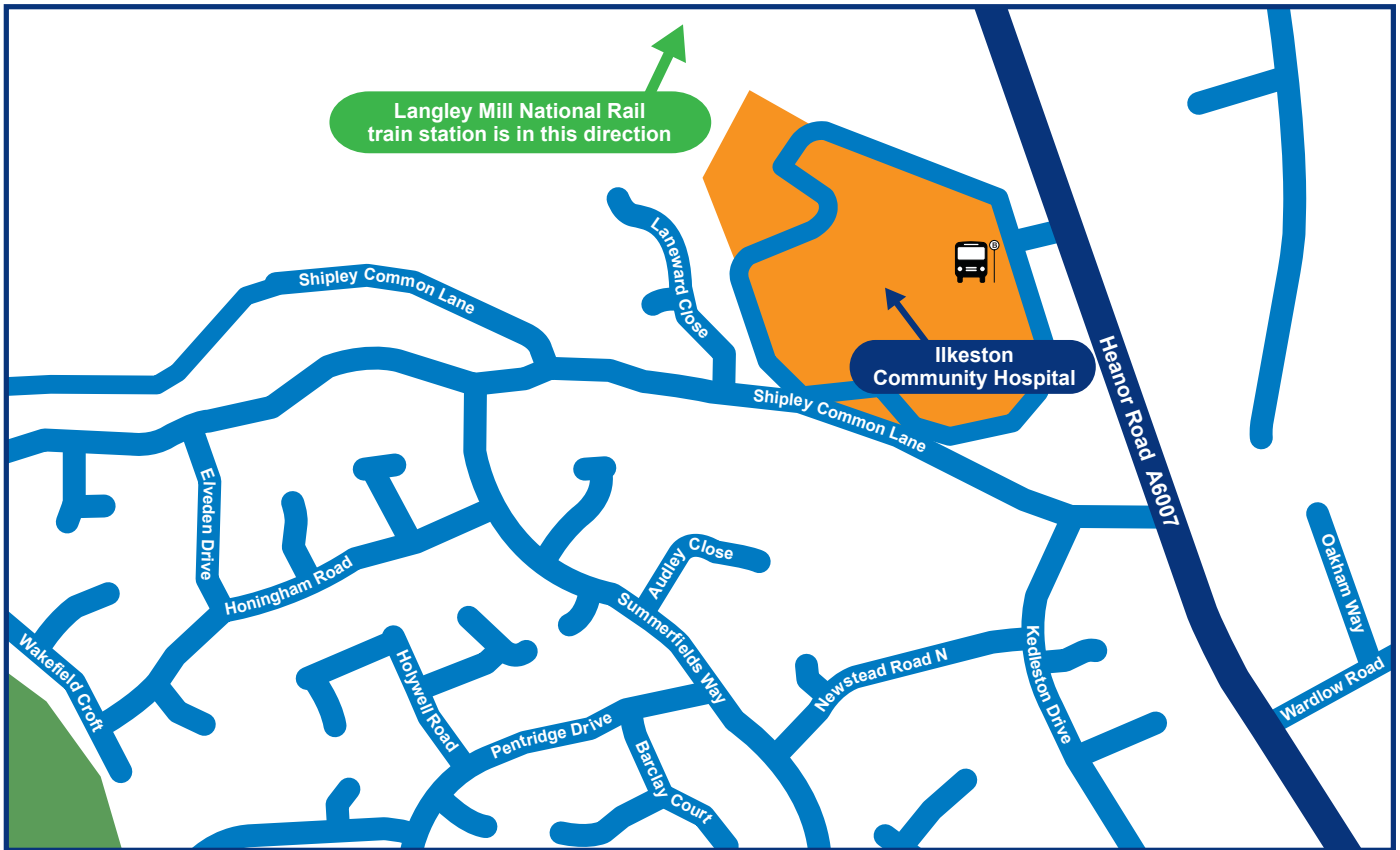 Langley Mill National Rail
train station is in this direction
Laneward Close
Shipley Common Lane
B
Ilkeston
Community Hospital
Heanor Road A6007
Shipley Common Lane
Elveden Drive
Honingham Road
Audley Close
Oakham Way
Wakefield Croft
Summerfields Way
Kedleston Drive
Holywell Road
Newstead Road N
Wardlow Road
Pentridge Drive
Barclay Court